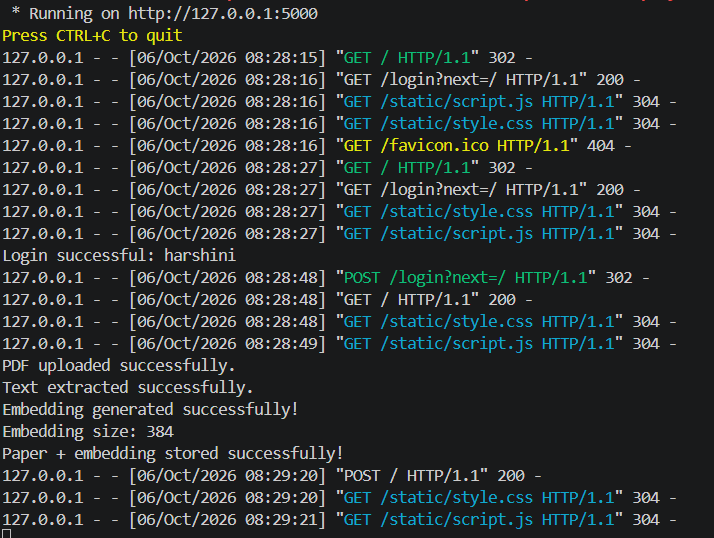 * Running on http://127.0.0.1:5000
Press CTRL+C to quit
127.0.0.1 - - [06/Oct/2026 08:28:15] "GET / HTTP/1.1" 302 -
127.0.0.1 - - [06/Oct/2026 08:28:16] "GET /login?next=/ HTTP/1.1" 200 -
127.0.0.1 - - [06/Oct/2026 08:28:16] "GET /static/script.js HTTP/1.1" 304 -
127.0.0.1 - - [06/Oct/2026 08:28:16] "GET /static/style.css HTTP/1.1" 304 -
127.0.0.1 - - [06/Oct/2026 08:28:16] "GET /favicon.ico HTTP/1.1" 404 -
127.0.0.1 - - [06/Oct/2026 08:28:27] "GET / HTTP/1.1" 302 -
127.0.0.1 - - [06/Oct/2026 08:28:27] "GET /login?next=/ HTTP/1.1" 200 -
127.0.0.1 - - [06/Oct/2026 08:28:27] "GET /static/style.css HTTP/1.1" 304 -
127.0.0.1 - - [06/Oct/2026 08:28:27] "GET /static/script.js HTTP/1.1" 304 -
Login successful: harshini
127.0.0.1 - - [06/Oct/2026 08:28:48] "POST /login?next=/ HTTP/1.1" 302 -
127.0.0.1 - - [06/Oct/2026 08:28:48] "GET / HTTP/1.1" 200 -
127.0.0.1 - - [06/Oct/2026 08:28:48] "GET /static/style.css HTTP/1.1" 304 -
127.0.0.1 - - [06/Oct/2026 08:28:49] "GET /static/script.js HTTP/1.1" 304 -
PDF uploaded successfully.
Text extracted successfully.
Embedding generated successfully!
Embedding size: 384
Paper + embedding stored successfully!
127.0.0.1 - - [06/Oct/2026 08:29:20] "POST / HTTP/1.1" 200 -
127.0.0.1 - - [06/Oct/2026 08:29:20] "GET /static/style.css HTTP/1.1" 304 -
127.0.0.1 - - [06/Oct/2026 08:29:21] "GET /static/script.js HTTP/1.1" 304 -